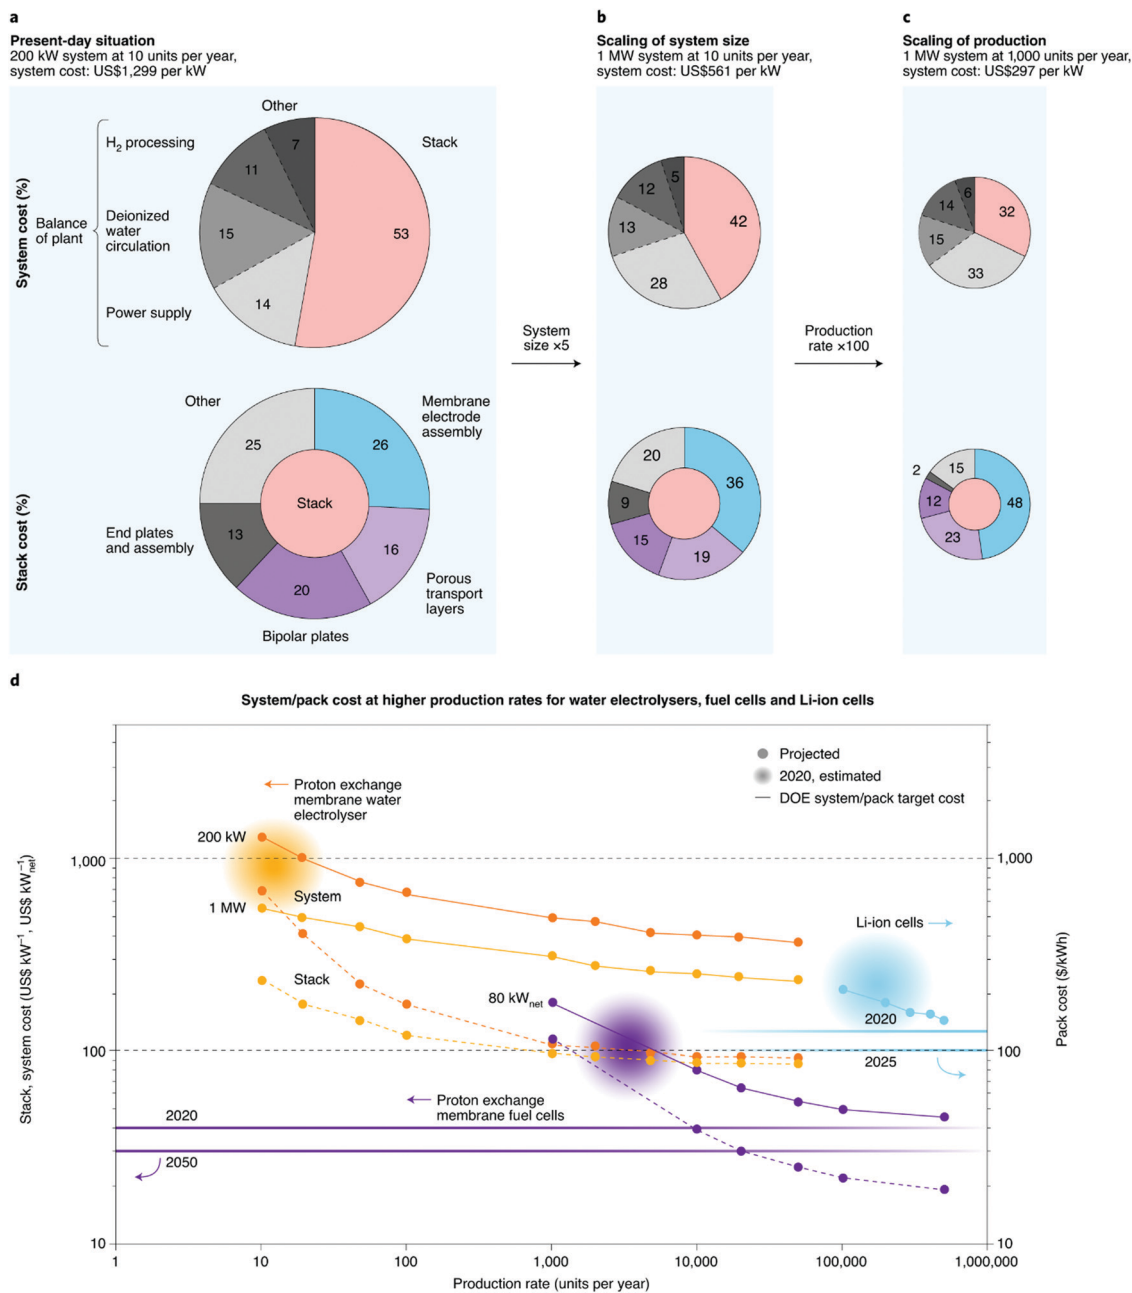 a
Present-day situation
200 kW system at 10 units per year,
system cost: US$1,299 per kW
b
Scaling of system size
1 MW system at 10 units per year,
system cost: US$561 per kW
c
Scaling of production
1 MW system at 1,000 units per year,
system cost: US$297 per kW
System cost (%)
Balance
of plant
Other
H2 processing
Deionized
water
circulation
Power supply
Stack
7
11
15
14
53
5
12
13
28
42
6
14
15
33
32
System
size ×5
Production
rate ×100
Stack cost (%)
Other
Membrane
electrode
assembly
End plates
and assembly
Porous
transport
layers
Bipolar plates
Stack
25
26
13
16
20
20
36
9
15
19
2
15
12
48
23
d
System/pack cost at higher production rates for water electrolysers, fuel cells and Li-ion cells
Projected
2020, estimated
DOE system/pack target cost
Proton exchange
membrane water
electrolyser
200 kW
System
1 MW
Stack
Li-ion cells
80 kWnet
2020
2025
Proton exchange
membrane fuel cells
2020
2050
Stack, system cost (US$ kW−1, US$ kW−1net)
1,000
100
10
Pack cost ($/kWh)
1,000
100
10
1
10
100
1,000
10,000
100,000
1,000,000
Production rate (units per year)